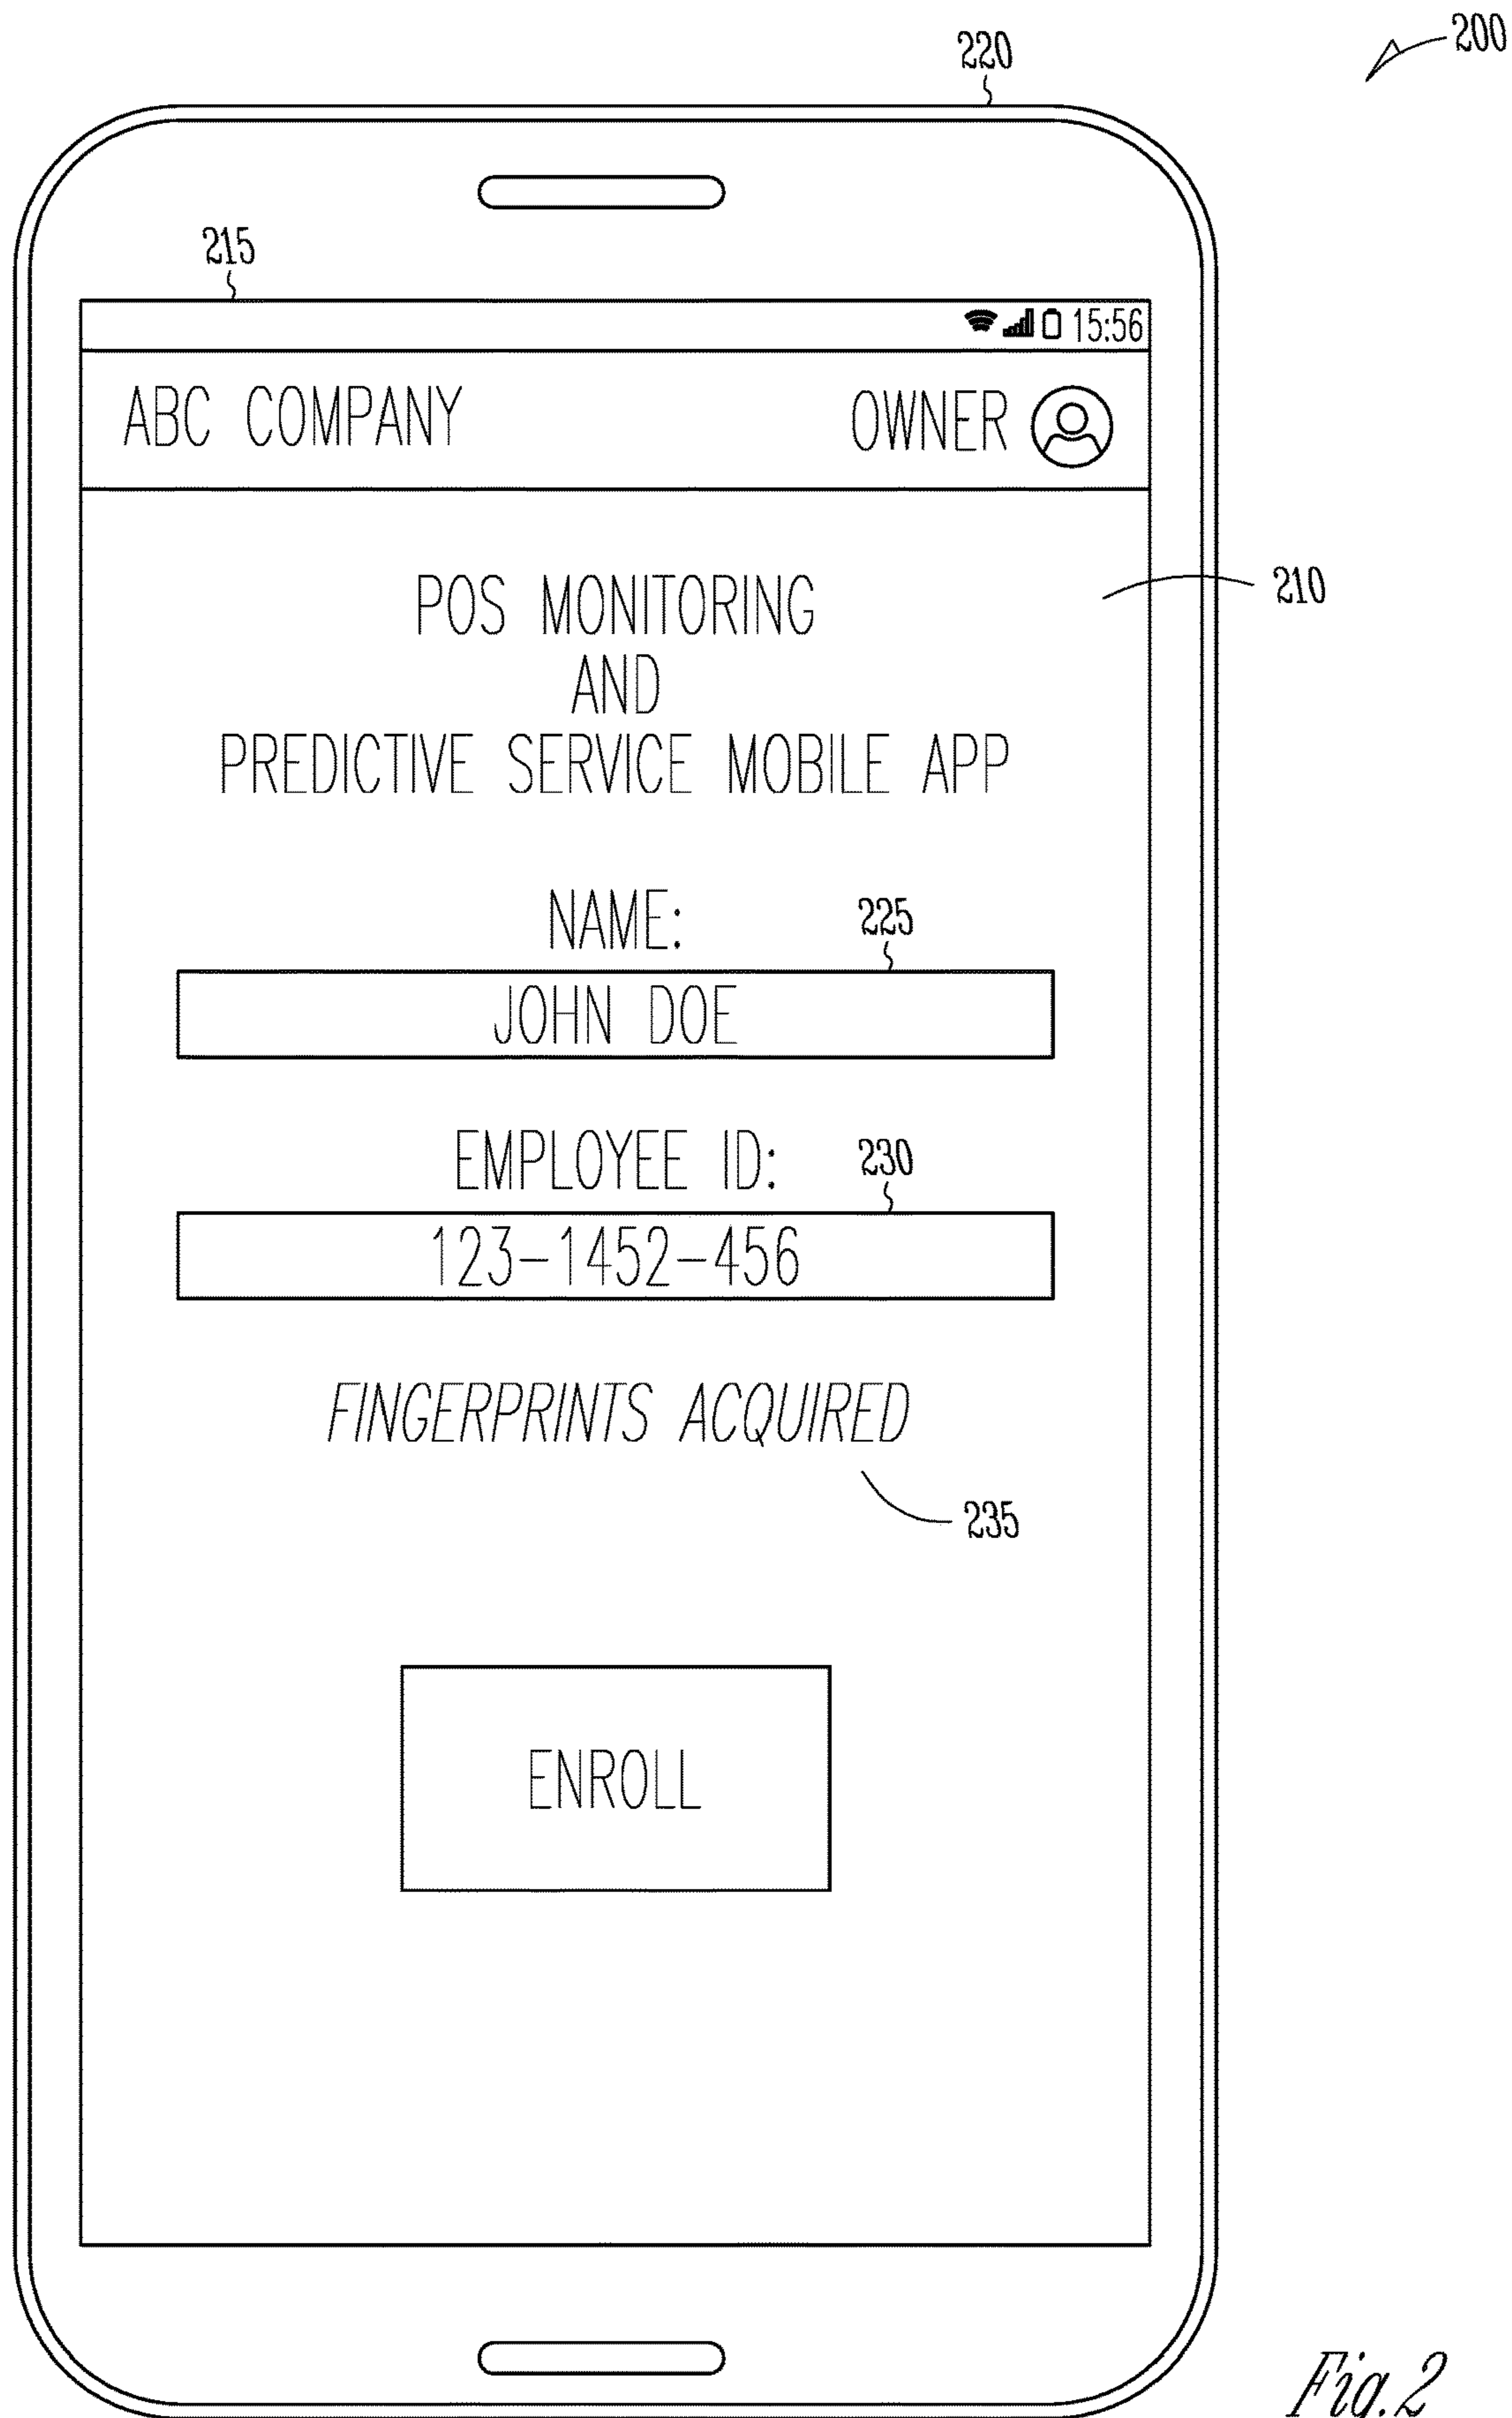 200
220
215
15:56
ABC COMPANY OWNER
210
POS MONITORING
AND
PREDICTIVE SERVICE MOBILE APP
NAME:
225
JOHN DOE
EMPLOYEE ID:
230
123-1452-456
FINGERPRINTS ACQUIRED
235
ENROLL
Fig.2